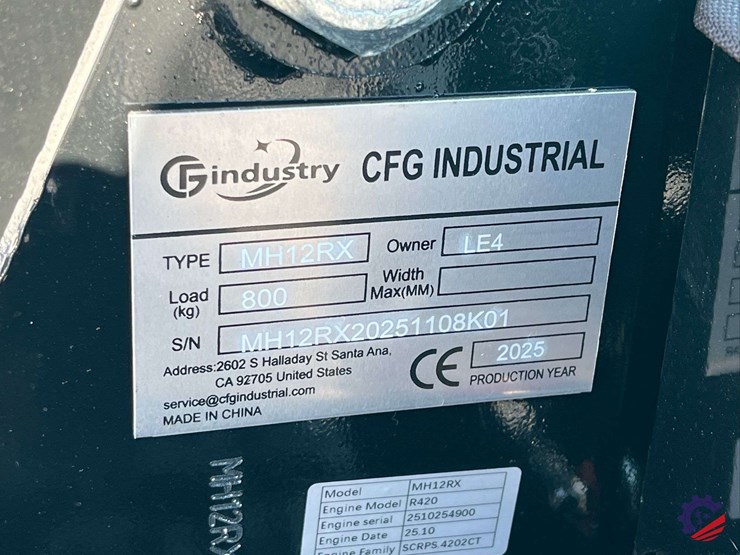 CFG industry CFG INDUSTRIAL
TYPE MH12RX Owner LE4
Load (kg) 800 Width Max(MM)
S/N MH12RX20251108K01
Address:2602 S Halladay St Santa Ana,
CA 92705 United States
service@cfgindustrial.com
MADE IN CHINA
CE 2025
PRODUCTION YEAR
MH12RX
Model MH12RX
Engine Model R420
Engine serial 2510254900
Engine Date 25.10
Engine Family SCRPS.4202CT